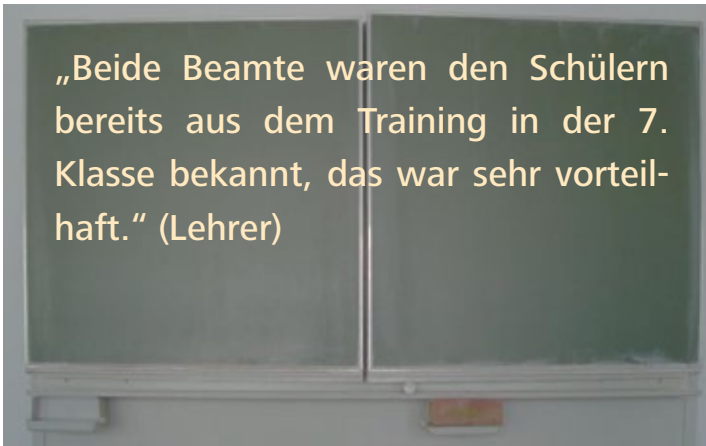 „Beide Beamte waren den Schülern
bereits aus dem Training in der 7.
Klasse bekannt, das war sehr vorteil-
haft.“ (Lehrer)